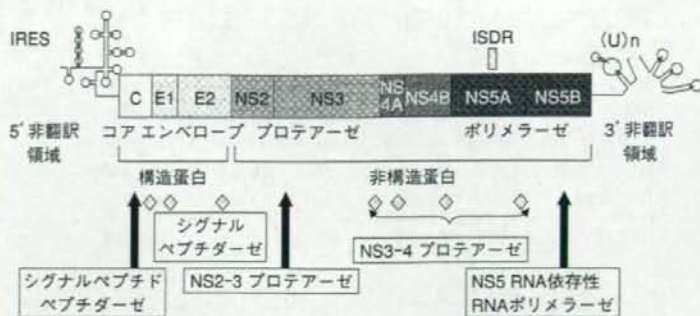 IRES
ISDR
(U)n
C E1 E2 NS2 NS3 NS4A NS4B NS5A NS5B
5´非翻訳領域
コア エンベロープ プロテアーゼ ポリメラーゼ
3´非翻訳領域
構造蛋白
非構造蛋白
シグナル
ペプチダーゼ
シグナルペプチド
ペプチダーゼ
NS2-3 プロテアーゼ
NS3-4 プロテアーゼ
NS5 RNA依存性
RNAポリメラーゼ